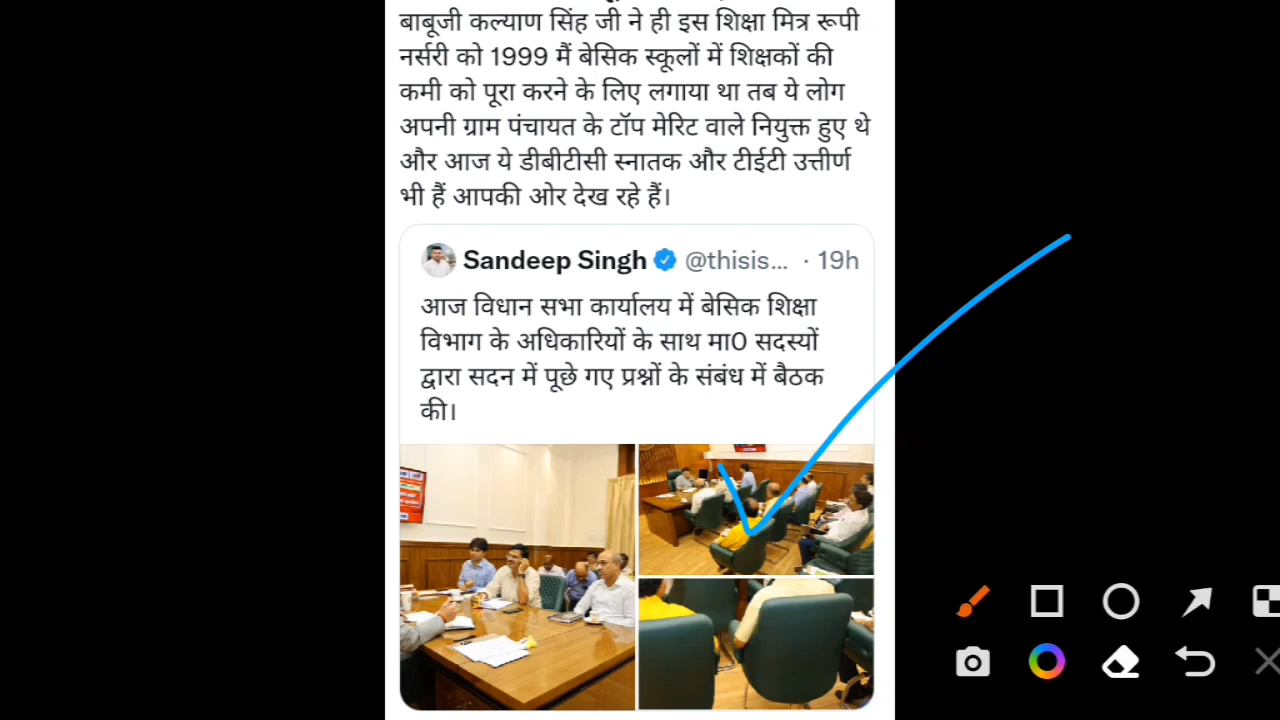 बाबूजी कल्याण सिंह जी ने ही इस शिक्षा मित्र रूपी
नर्सरी को 1999 मैं बेसिक स्कूलों में शिक्षकों की
कमी को पूरा करने के लिए लगाया था तब ये लोग
अपनी ग्राम पंचायत के टॉप मेरिट वाले नियुक्त हुए थे
और आज ये डीबीटीसी स्नातक और टीईटी उत्तीर्ण
भी हैं आपकी ओर देख रहे हैं।
Sandeep Singh @thisis... · 19h
आज विधान सभा कार्यालय में बेसिक शिक्षा
विभाग के अधिकारियों के साथ मा0 सदस्यों
द्वारा सदन में पूछे गए प्रश्नों के संबंध में बैठक
की।